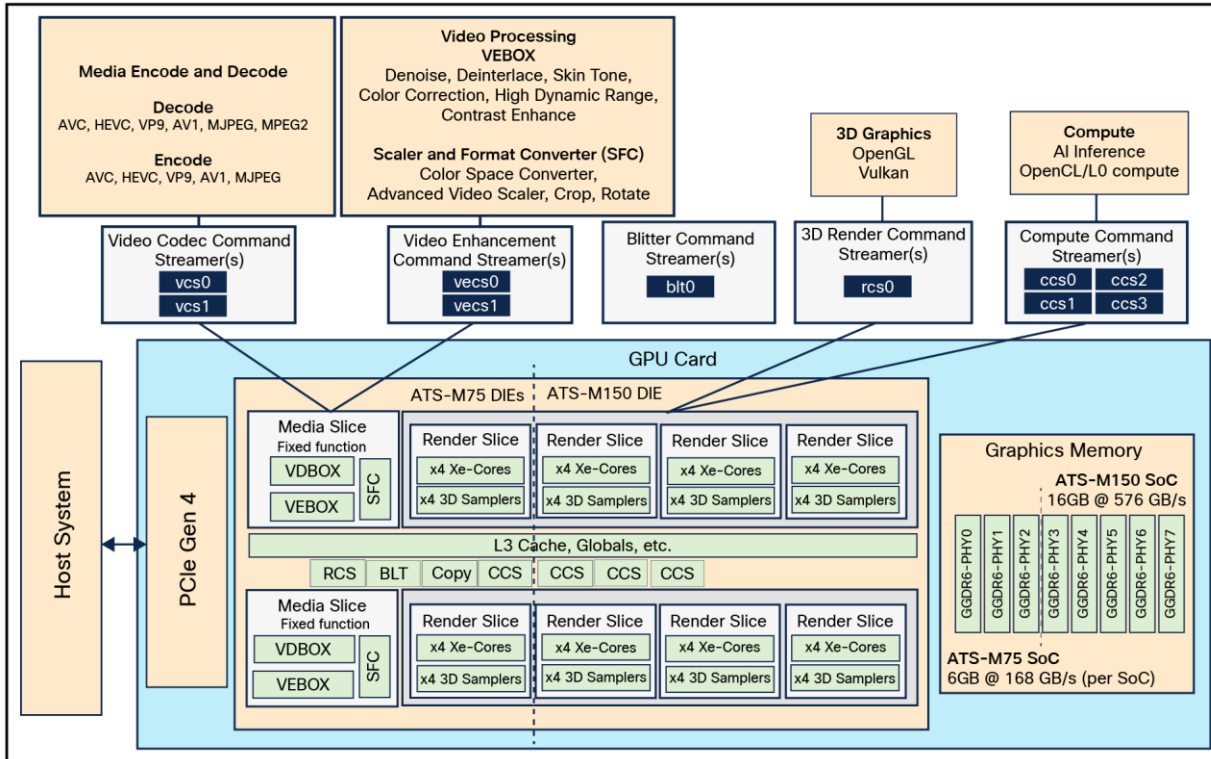 Media Encode and Decode
Decode
AVC, HEVC, VP9, AV1, MJPEG, MPEG2
Encode
AVC, HEVC, VP9, AV1, MJPEG
Video Processing
VEBOX
Denoise, Deinterlace, Skin Tone,
Color Correction, High Dynamic Range,
Contrast Enhance
Scaler and Format Converter (SFC)
Color Space Converter,
Advanced Video Scaler, Crop, Rotate
3D Graphics
OpenGL
Vulkan
Compute
AI Inference
OpenCL/L0 compute
Video Codec Command
Streamer(s)
vcs0
vcs1
Video Enhancement
Command Streamer(s)
vecs0
vecs1
Blitter Command
Streamer(s)
blt0
3D Render Command
Streamer(s)
rcs0
Compute Command
Streamer(s)
ccs0 ccs2
ccs1 ccs3
Host System
PCIe Gen 4
GPU Card
ATS-M75 DIEs
ATS-M150 DIE
Media Slice
Fixed function
VDBOX
VEBOX
SFC
Render Slice
x4 Xe-Cores
x4 3D Samplers
Render Slice
x4 Xe-Cores
x4 3D Samplers
Render Slice
x4 Xe-Cores
x4 3D Samplers
Render Slice
x4 Xe-Cores
x4 3D Samplers
L3 Cache, Globals, etc.
RCS BLT Copy CCS CCS CCS CCS
Media Slice
Fixed function
VDBOX
VEBOX
SFC
Render Slice
x4 Xe-Cores
x4 3D Samplers
Render Slice
x4 Xe-Cores
x4 3D Samplers
Render Slice
x4 Xe-Cores
x4 3D Samplers
Render Slice
x4 Xe-Cores
x4 3D Samplers
Graphics Memory
ATS-M150 SoC
16GB @ 576 GB/s
GGDR6-PHY0
GGDR6-PHY1
GGDR6-PHY2
GGDR6-PHY3
GGDR6-PHY4
GGDR6-PHY5
GGDR6-PHY6
GGDR6-PHY7
ATS-M75 SoC
6GB @ 168 GB/s (per SoC)